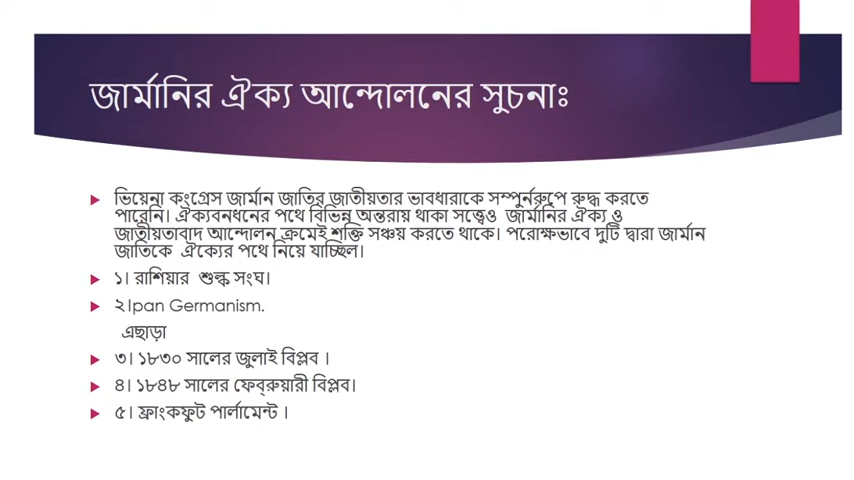 জার্মানির ঐক্য আন্দোলনের সুচনাঃ
ভিয়েনা কংগ্রেস জার্মান জাতির জাতীয়তার ভাবধারাকে সম্পুর্নরুপে রুদ্ধ করতে
পারেনি। ঐক্যবনধনের পথে বিভিন্ন অন্তরায় থাকা সত্ত্বেও জার্মানির ঐক্য ও
জাতীয়তাবাদ আন্দোলন ক্রমেই শক্তি সঞ্চয় করতে থাকে। পরোক্ষভাবে দুটি দ্বারা জার্মান
জাতিকে ঐক্যের পথে নিয়ে যাচ্ছিল।
১। রাশিয়ার শুল্ক সংঘ।
২।pan Germanism.
এছাড়া
৩। ১৮৩০ সালের জুলাই বিপ্লব ।
৪। ১৮৪৮ সালের ফেব্রুয়ারী বিপ্লব।
৫। ফ্রাংকফুট পার্লামেন্ট ।